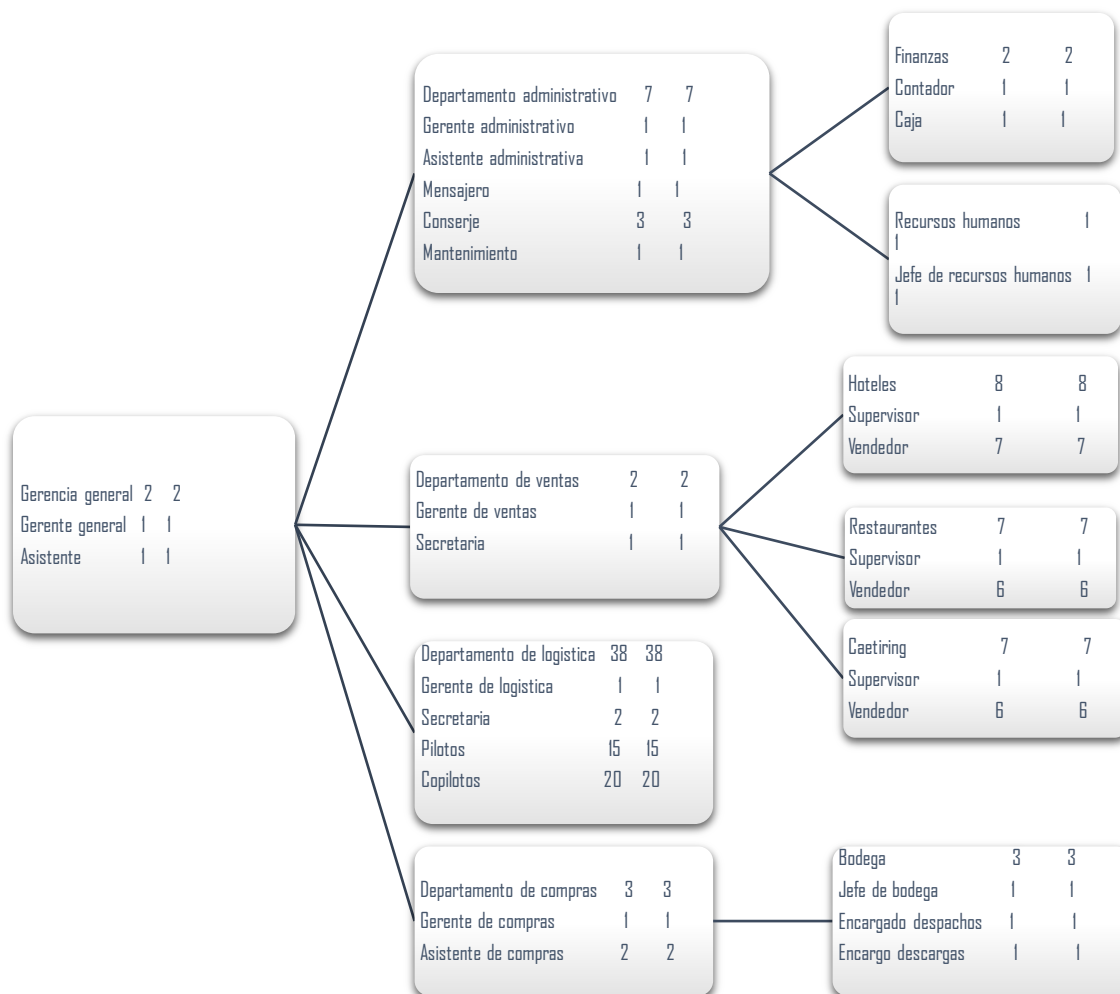 Gerencia general 2 2
Gerente general 1 1
Asistente 1 1
Departamento administrativo 7 7
Gerente administrativo 1 1
Asistente administrativa 1 1
Mensajero 1 1
Conserje 3 3
Mantenimiento 1 1
Finanzas 2 2
Contador 1 1
Caja 1 1
Recursos humanos 1
1
Jefe de recursos humanos 1
1
Departamento de ventas 2 2
Gerente de ventas 1 1
Secretaria 1 1
Hoteles 8 8
Supervisor 1 1
Vendedor 7 7
Restaurantes 7 7
Supervisor 1 1
Vendedor 6 6
Caetiring 7 7
Supervisor 1 1
Vendedor 6 6
Departamento de logistica 38 38
Gerente de logistica 1 1
Secretaria 2 2
Pilotos 15 15
Copilotos 20 20
Departamento de compras 3 3
Gerente de compras 1 1
Asistente de compras 2 2
Bodega 3 3
Jefe de bodega 1 1
Encargado despachos 1 1
Encargo descargas 1 1